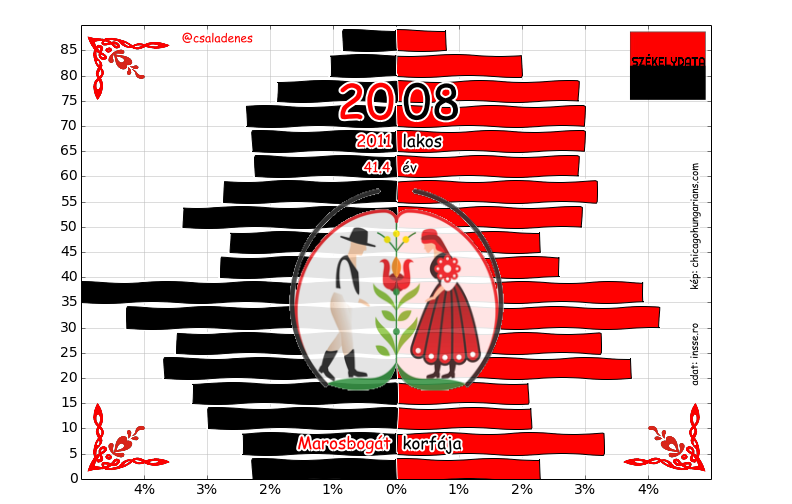 @csaladenes
SZÉKELYDATA
2008
2011 lakos
41,4 év
kép: chicagohungarians.com
adat: insse.ro
Marosbogát korfája
85
80
75
70
65
60
55
50
45
40
35
30
25
20
15
10
5
0
4% 3% 2% 1% 0% 1% 2% 3% 4%